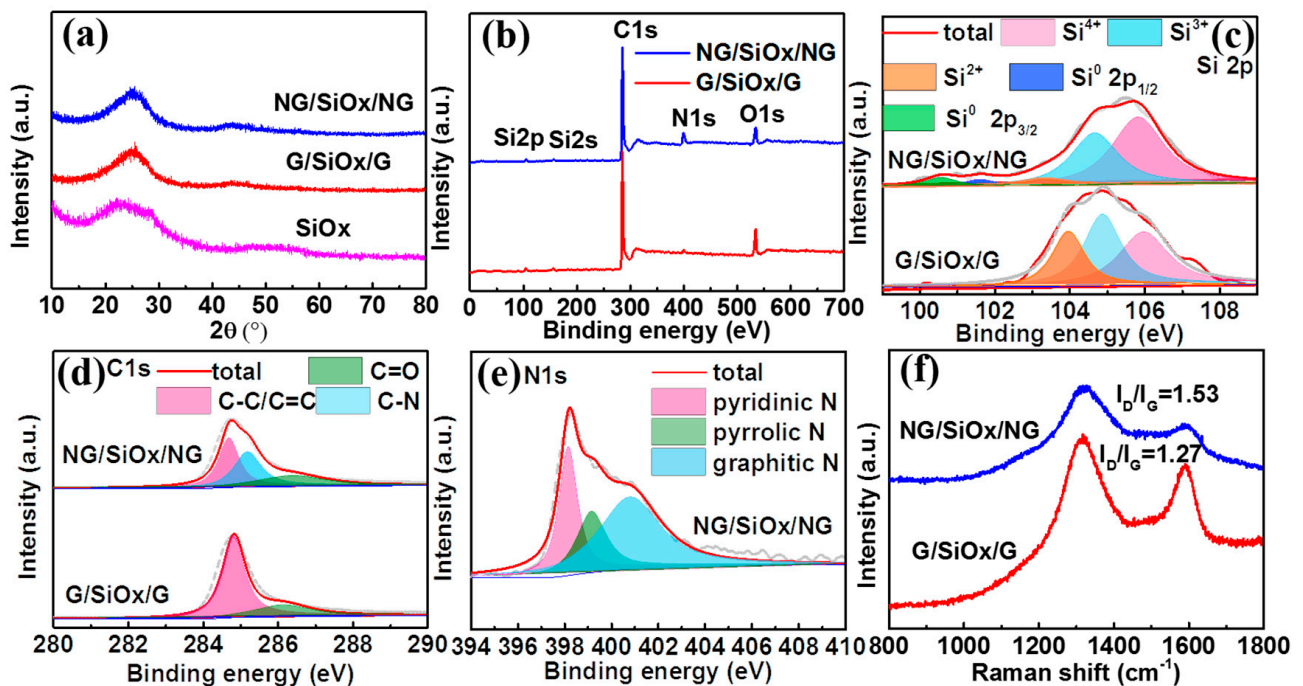 (a)
NG/SiOx/NG
G/SiOx/G
SiOx
Intensity (a.u.)
10 20 30 40 50 60 70 80
2θ (°)
(b)
C1s
NG/SiOx/NG
G/SiOx/G
N1s
O1s
Si2p Si2s
Intensity (a.u.)
0 100 200 300 400 500 600 700
Binding energy (eV)
(c)
total
Si⁴⁺
Si³⁺
Si 2p
Si²⁺
Si⁰ 2p₁/₂
Si⁰ 2p₃/₂
NG/SiOx/NG
G/SiOx/G
Intensity (a.u.)
100 102 104 106 108
Binding energy (eV)
(d)
C1s
total
C=O
C-C/C=C
C-N
NG/SiOx/NG
G/SiOx/G
Intensity (a.u.)
280 282 284 286 288 290
Binding energy (eV)
(e)
N1s
total
pyridinic N
pyrrolic N
graphitic N
NG/SiOx/NG
Intensity (a.u.)
394 396 398 400 402 404 406 408 410
Binding energy (eV)
(f)
I_D/I_G=1.53
NG/SiOx/NG
I_D/I_G=1.27
G/SiOx/G
Intensity (a.u.)
800 1000 1200 1400 1600 1800
Raman shift (cm⁻¹)